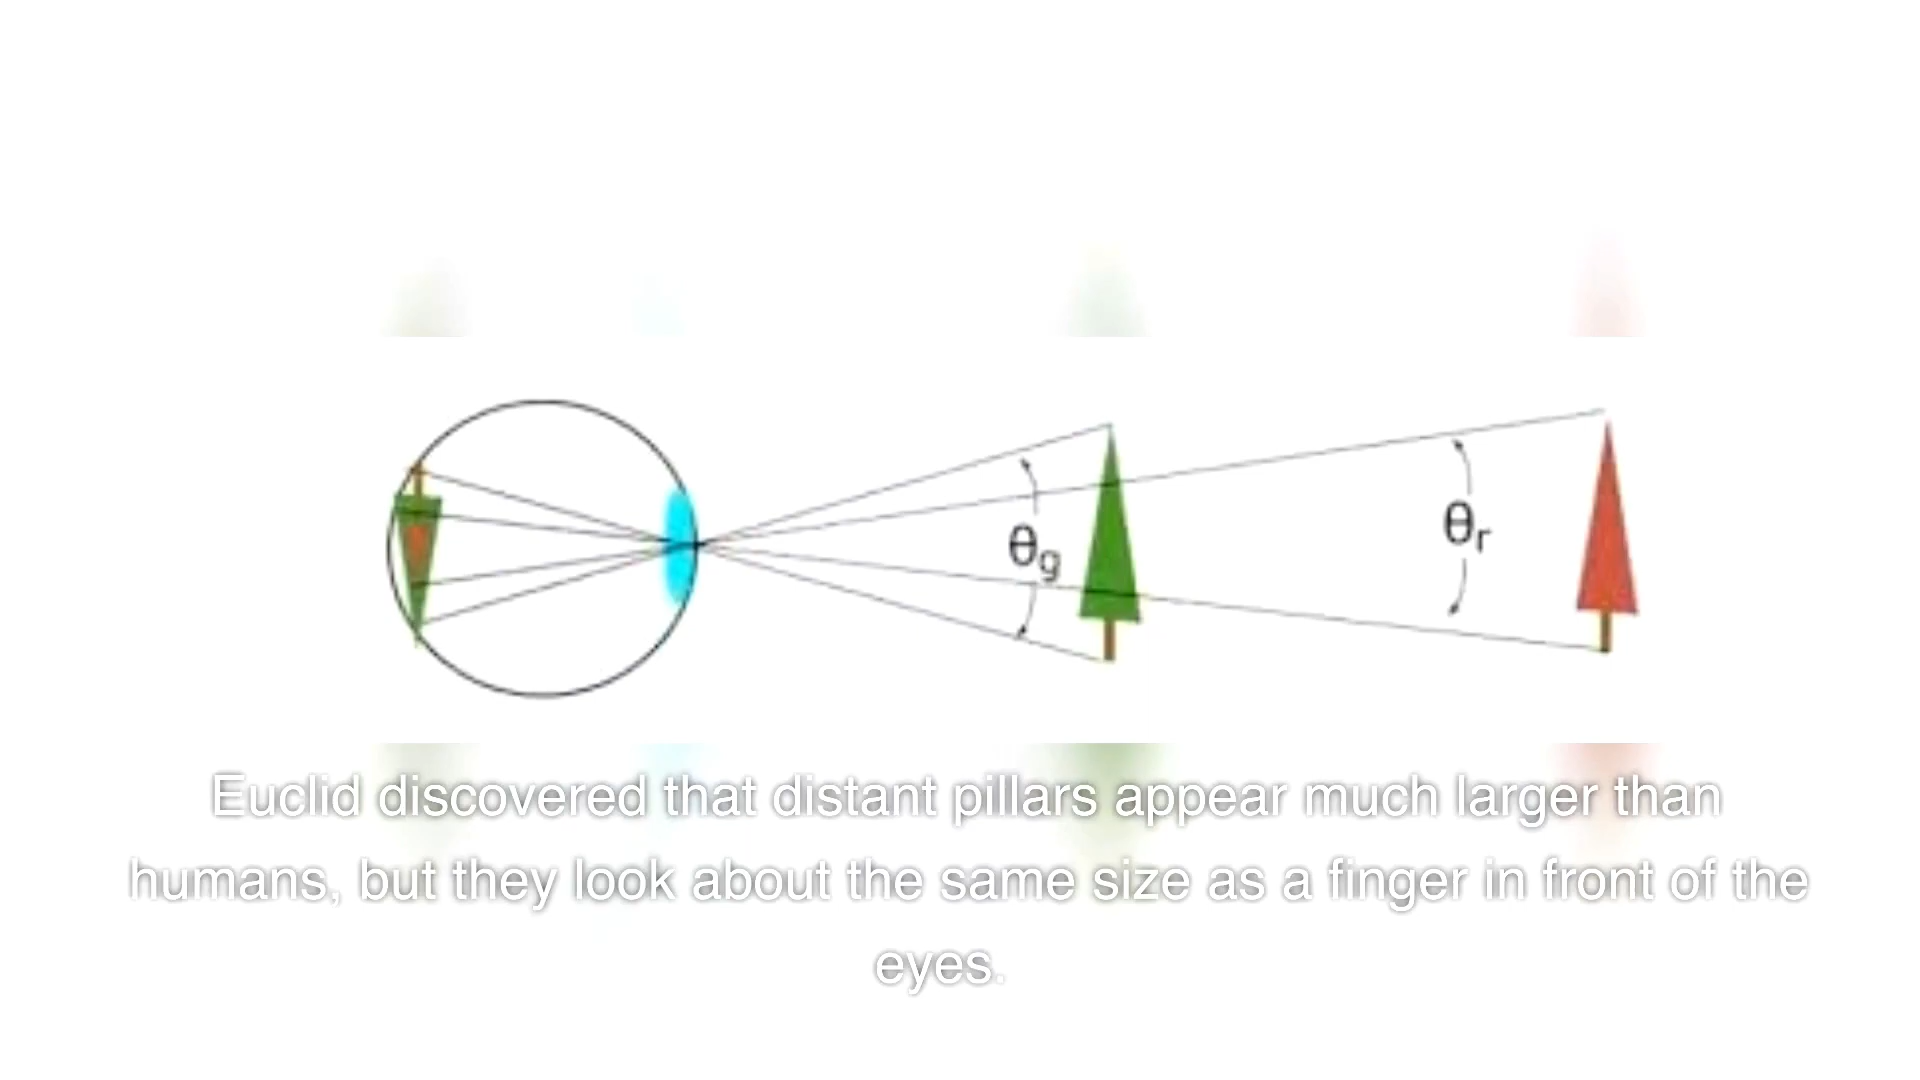 θg
θr
Euclid discovered that distant pillars appear much larger than
humans, but they look about the same size as a finger in front of the
eyes.